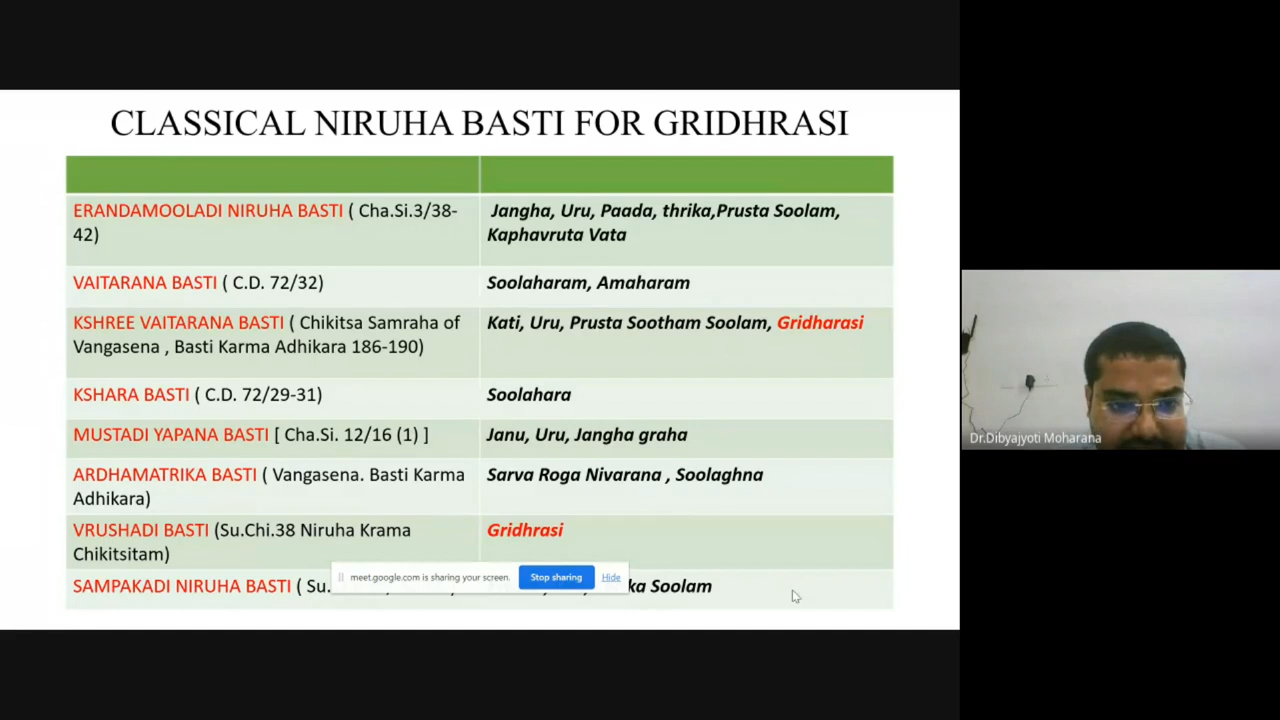 CLASSICAL NIRUHA BASTI FOR GRIDHRASI
ERANDAMOOLADI NIRUHA BASTI ( Cha.Si.3/38-
42)
Jangha, Uru, Paada, thrika,Prusta Soolam,
Kaphavruta Vata
VAITARANA BASTI ( C.D. 72/32)
Soolaharam, Amaharam
KSHREE VAITARANA BASTI ( Chikitsa Samraha of
Vangasena , Basti Karma Adhikara 186-190)
Kati, Uru, Prusta Sootham Soolam, Gridharasi
KSHARA BASTI ( C.D. 72/29-31)
Soolahara
MUSTADI YAPANA BASTI [ Cha.Si. 12/16 (1) ]
Janu, Uru, Jangha graha
ARDHAMATRIKA BASTI ( Vangasena. Basti Karma
Adhikara)
Sarva Roga Nivarana , Soolaghna
VRUSHADI BASTI (Su.Chi.38 Niruha Krama
Chikitsitam)
Gridhrasi
SAMPAKADI NIRUHA BASTI ( Su.
ka Soolam
meet.google.com is sharing your screen.
Stop sharing
Hide
Dr.Dibyajyoti Moharana